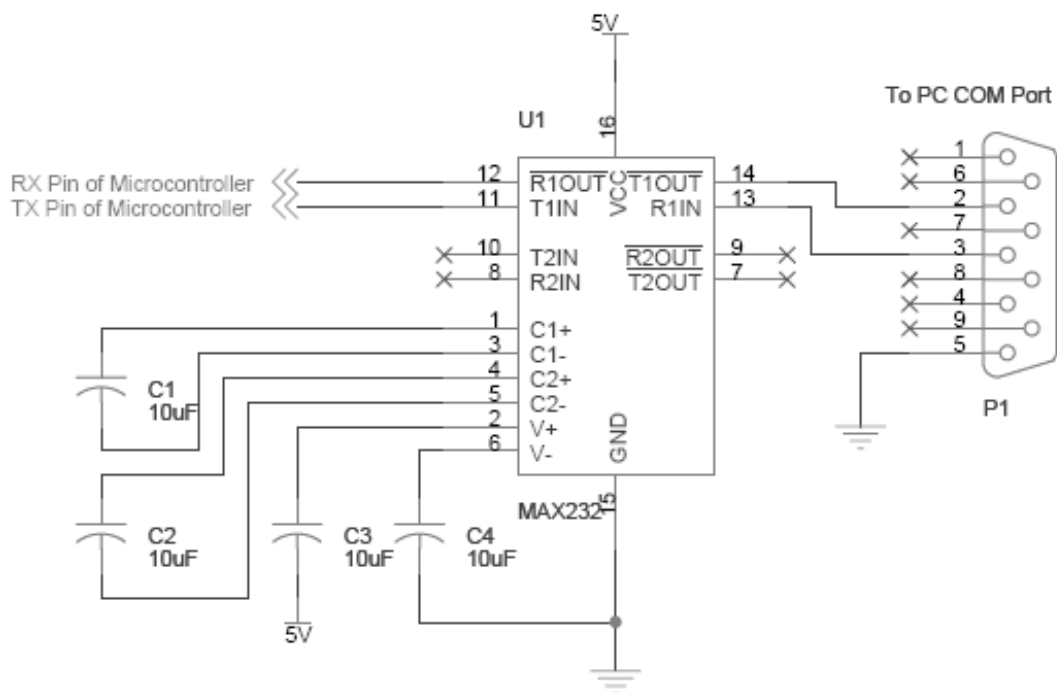 5V
To PC COM Port
U1
16
1
6
2
7
3
8
4
9
5
P1
RX Pin of Microcontroller
TX Pin of Microcontroller
12
11
10
8
1
3
4
5
2
6
R1OUT
T1IN
T2IN
R2IN
C1+
C1-
C2+
C2-
V+
V-
VCC
GND
T1OUT
R1IN
R2OUT
T2OUT
14
13
9
7
MAX232
15
C1
10uF
C2
10uF
C3
10uF
C4
10uF
5V